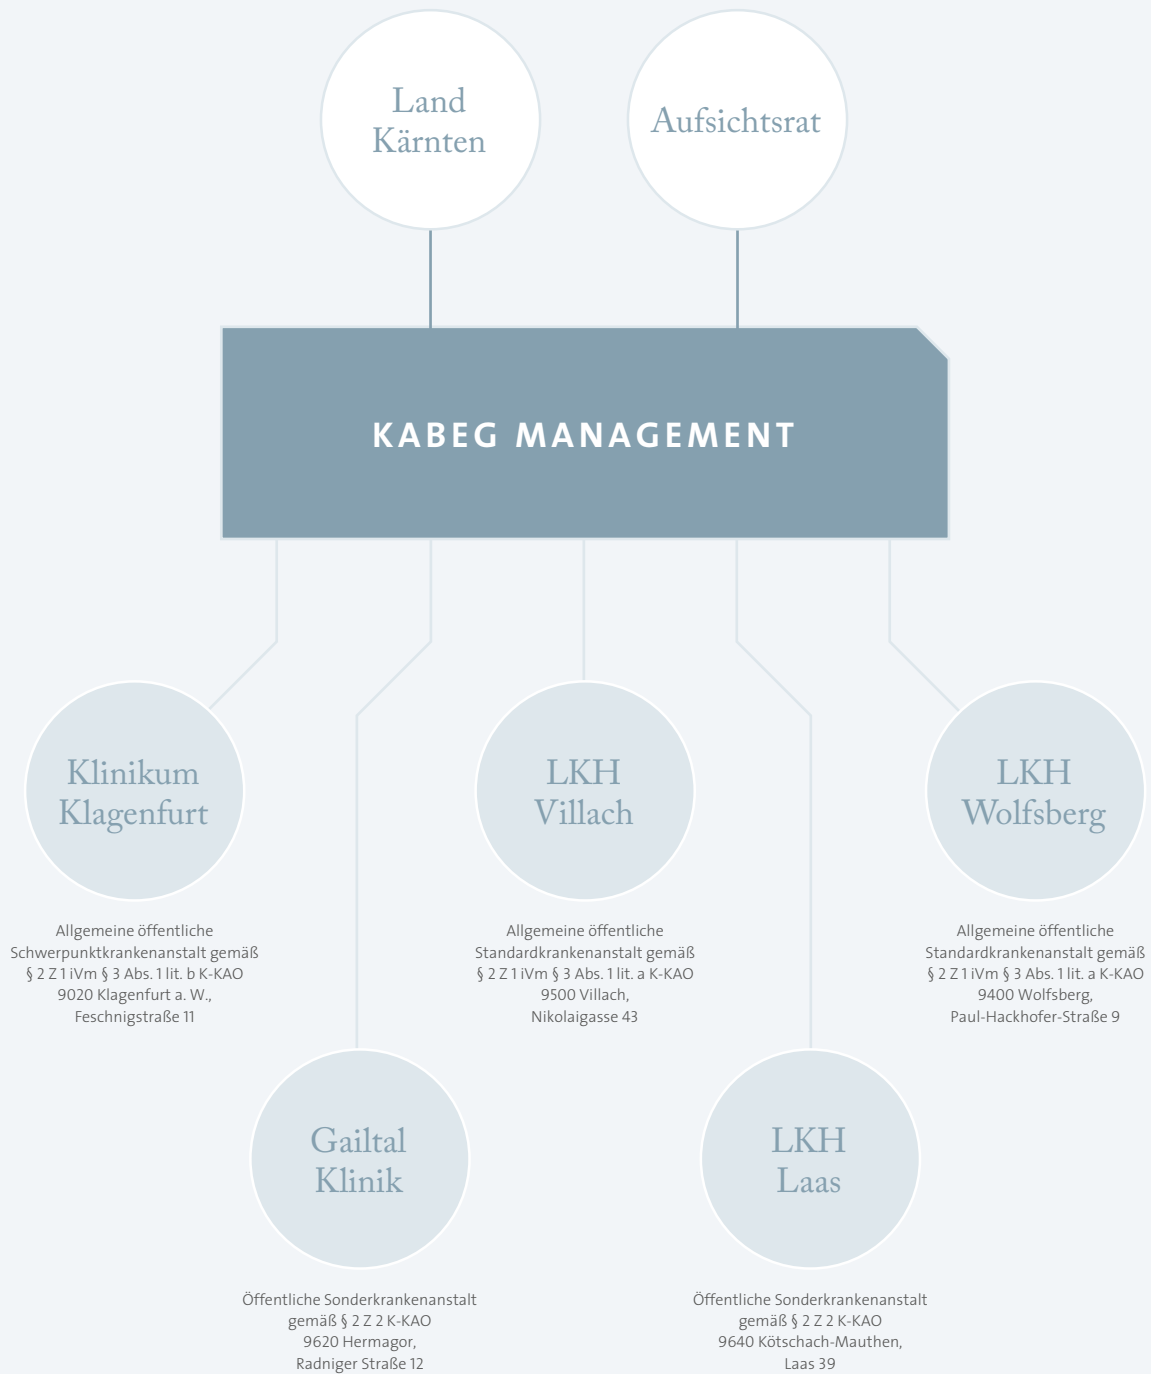 Land
Kärnten
Aufsichtsrat
KABEG MANAGEMENT
Klinikum
Klagenfurt
Allgemeine öffentliche
Schwerpunktkrankenanstalt gemäß
§ 2 Z 1 iVm § 3 Abs. 1 lit. b K-KAO
9020 Klagenfurt a. W.,
Feschnigstraße 11
LKH
Villach
Allgemeine öffentliche
Standardkrankenanstalt gemäß
§ 2 Z 1 iVm § 3 Abs. 1 lit. a K-KAO
9500 Villach,
Nikolaigasse 43
LKH
Wolfsberg
Allgemeine öffentliche
Standardkrankenanstalt gemäß
§ 2 Z 1 iVm § 3 Abs. 1 lit. a K-KAO
9400 Wolfsberg,
Paul-Hackhofer-Straße 9
Gailtal
Klinik
Öffentliche Sonderkrankenanstalt
gemäß § 2 Z 2 K-KAO
9620 Hermagor,
Radniger Straße 12
LKH
Laas
Öffentliche Sonderkrankenanstalt
gemäß § 2 Z 2 K-KAO
9640 Kötschach-Mauthen,
Laas 39